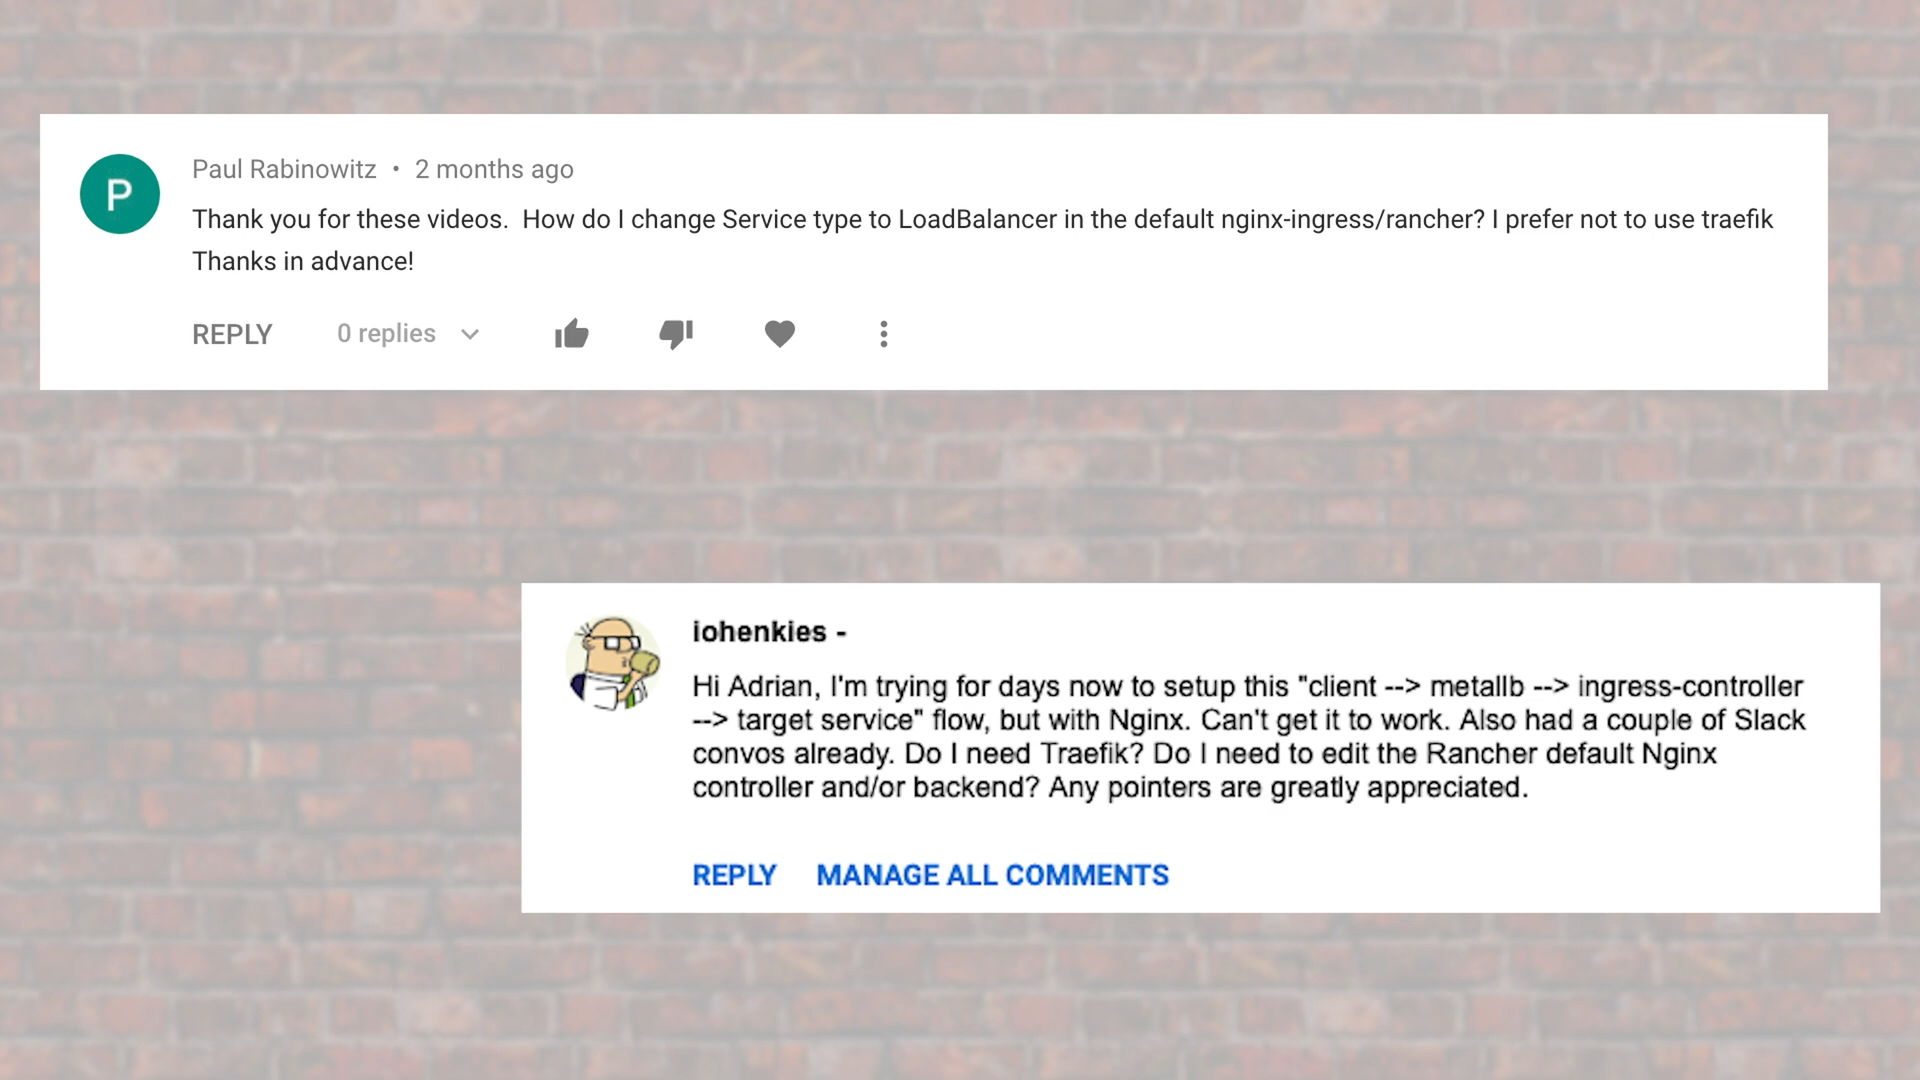 P
Paul Rabinowitz • 2 months ago
Thank you for these videos.  How do I change Service type to LoadBalancer in the default nginx-ingress/rancher? I prefer not to use traefik
Thanks in advance!
REPLY 0 replies
iohenkies -
Hi Adrian, I'm trying for days now to setup this "client --> metallb --> ingress-controller
--> target service" flow, but with Nginx. Can't get it to work. Also had a couple of Slack
convos already. Do I need Traefik? Do I need to edit the Rancher default Nginx
controller and/or backend? Any pointers are greatly appreciated.
REPLY MANAGE ALL COMMENTS